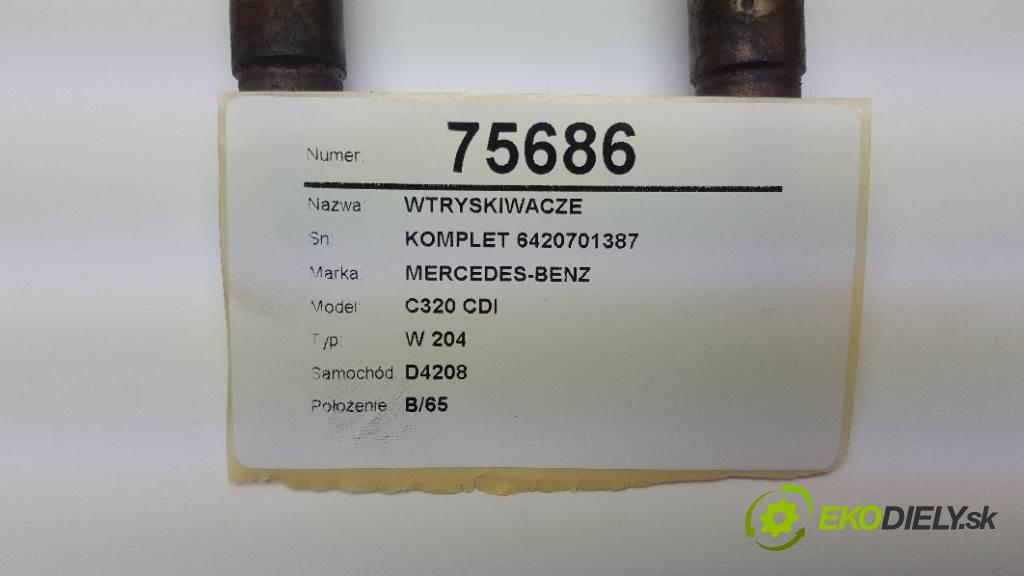 Numer: 75686
Nazwa: WTRYSKIWACZE
Sn: KOMPLET 6420701387
Marka: MERCEDES-BENZ
Model: C320 CDI
Typ: W 204
Samochód: D4208
Położenie: B/65
EKODIELY.sk